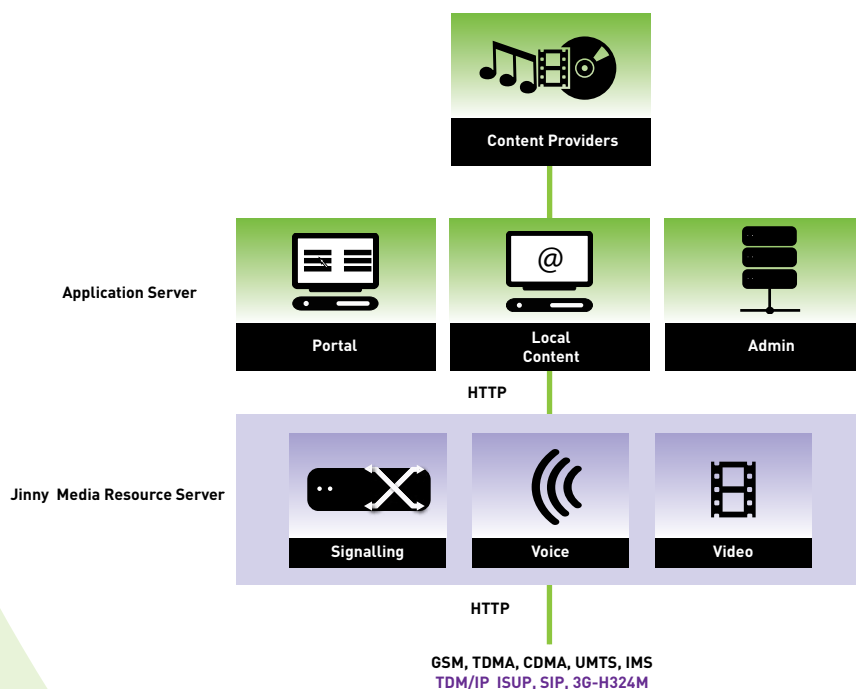 Content Providers
Application Server
@
Portal
Local
Content
Admin
HTTP
Jinny Media Resource Server
Signalling
Voice
Video
HTTP
GSM, TDMA, CDMA, UMTS, IMS
TDM/IP ISUP, SIP, 3G-H324M